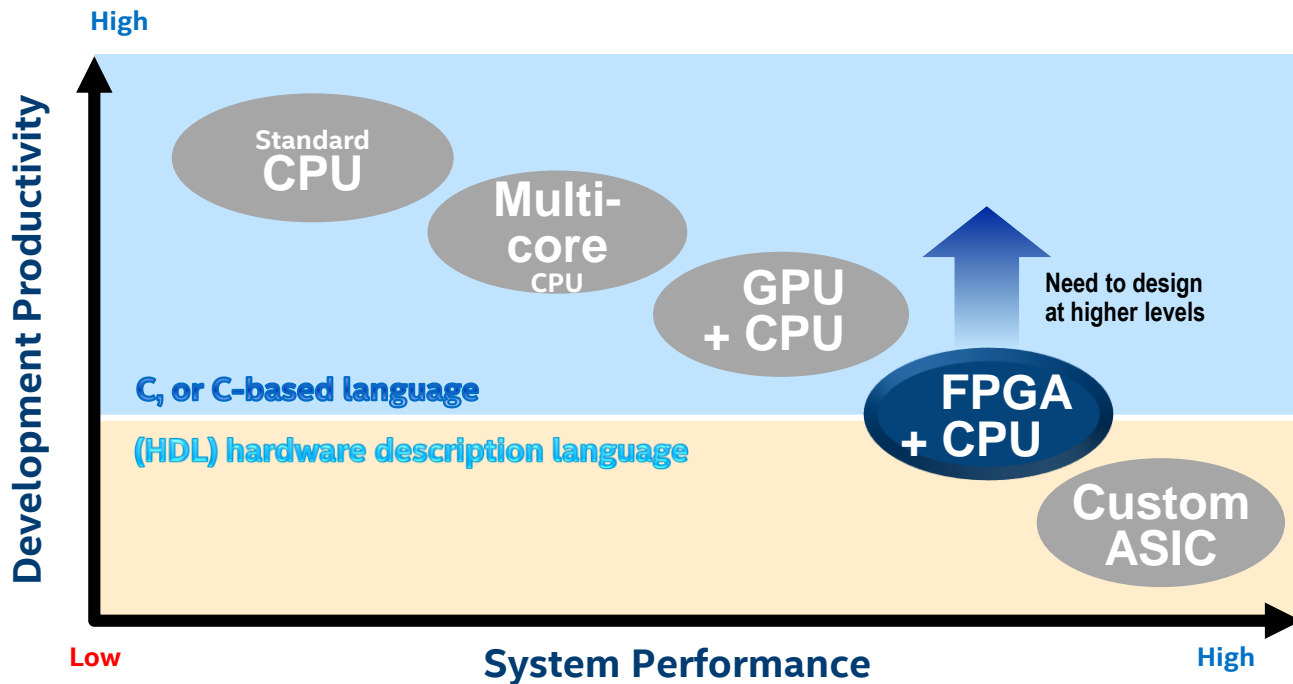 High
Development Productivity
Standard
CPU
Multi-
core
CPU
GPU
+ CPU
Need to design
at higher levels
C, or C-based language
FPGA
+ CPU
(HDL) hardware description language
Custom
ASIC
Low
System Performance
High